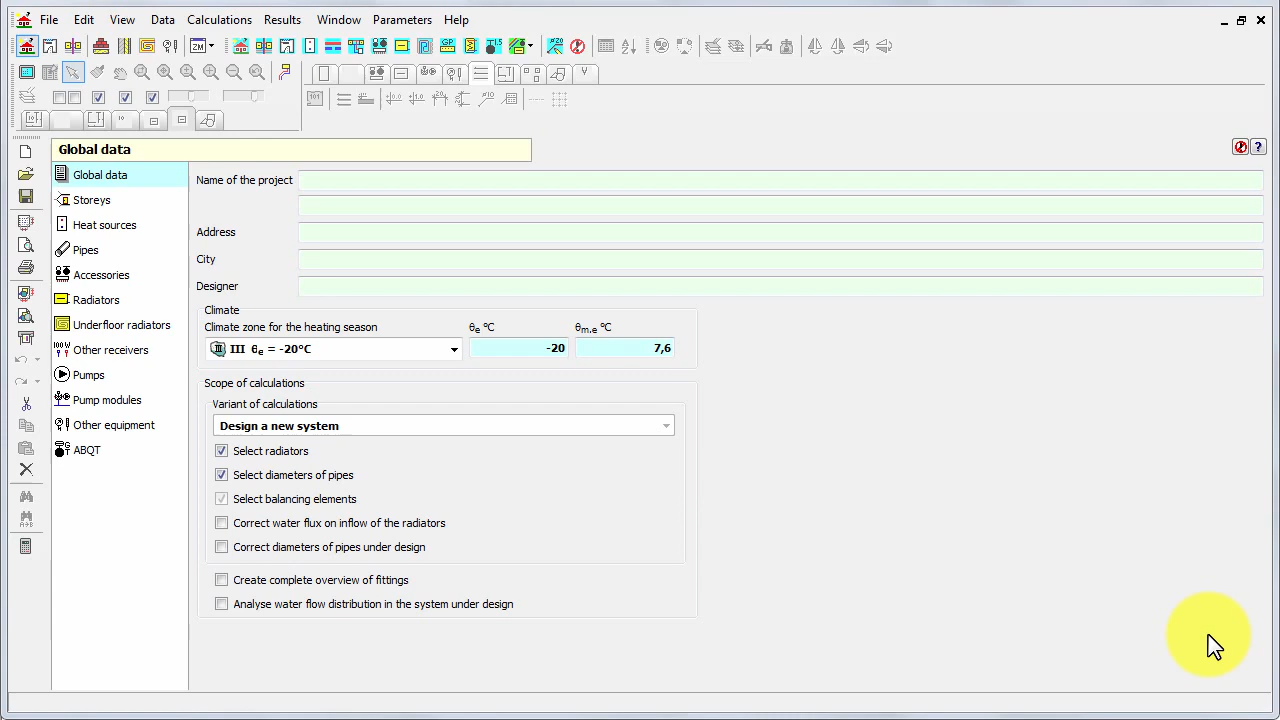 File Edit View Data Calculations Results Window Parameters Help
ZM
Global data
Global data
Storeys
Heat sources
Pipes
Accessories
Radiators
Underfloor radiators
Other receivers
Pumps
Pump modules
Other equipment
ABQT
Name of the project
Address
City
Designer
Climate
Climate zone for the heating season θe ºC θm.e ºC
III θe = -20°C -20 7,6
Scope of calculations
Variant of calculations
Design a new system
Select radiators
Select diameters of pipes
Select balancing elements
Correct water flux on inflow of the radiators
Correct diameters of pipes under design
Create complete overview of fittings
Analyse water flow distribution in the system under design